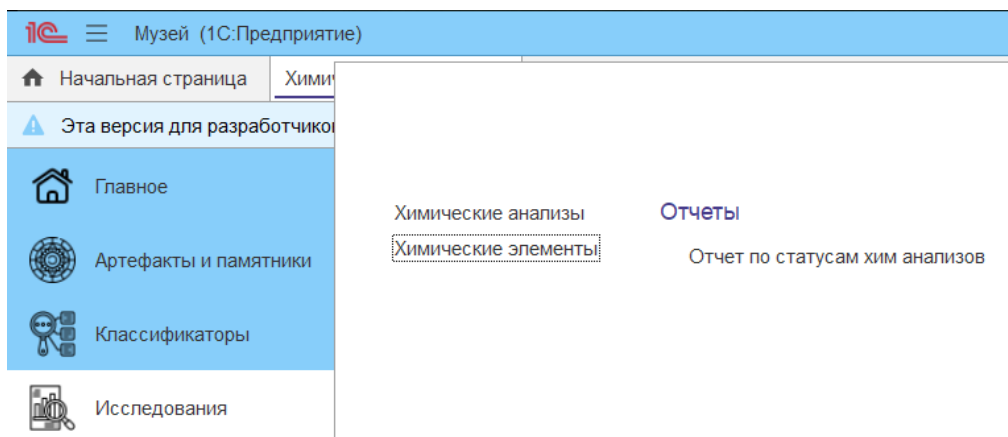 1С Музей (1С:Предприятие)
Начальная страница
Эта версия для
Главное
Артефакты и памятники
Классификаторы
Исследования
Химические анализы
Химические элементы
Отчеты
Отчет по статусам хим анализов